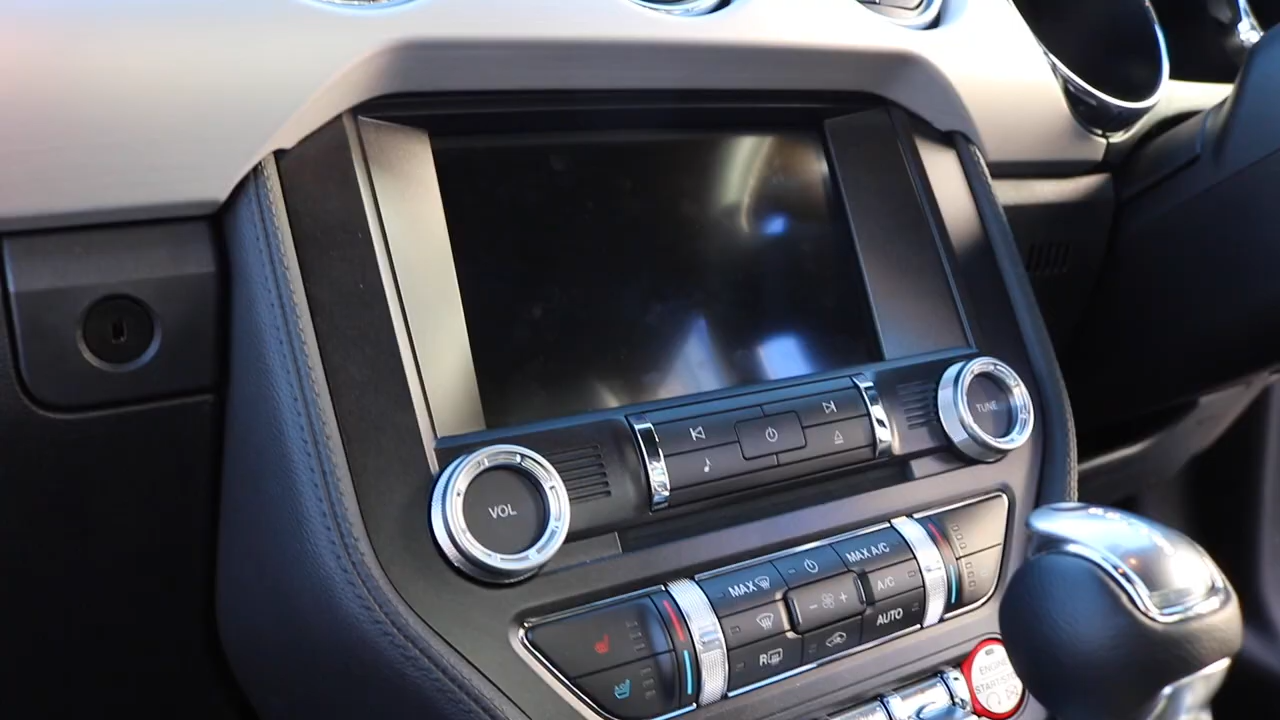 VOL
TUNE
MAX
MAX A/C
A/C
AUTO
R
ENGINE
START/STOP